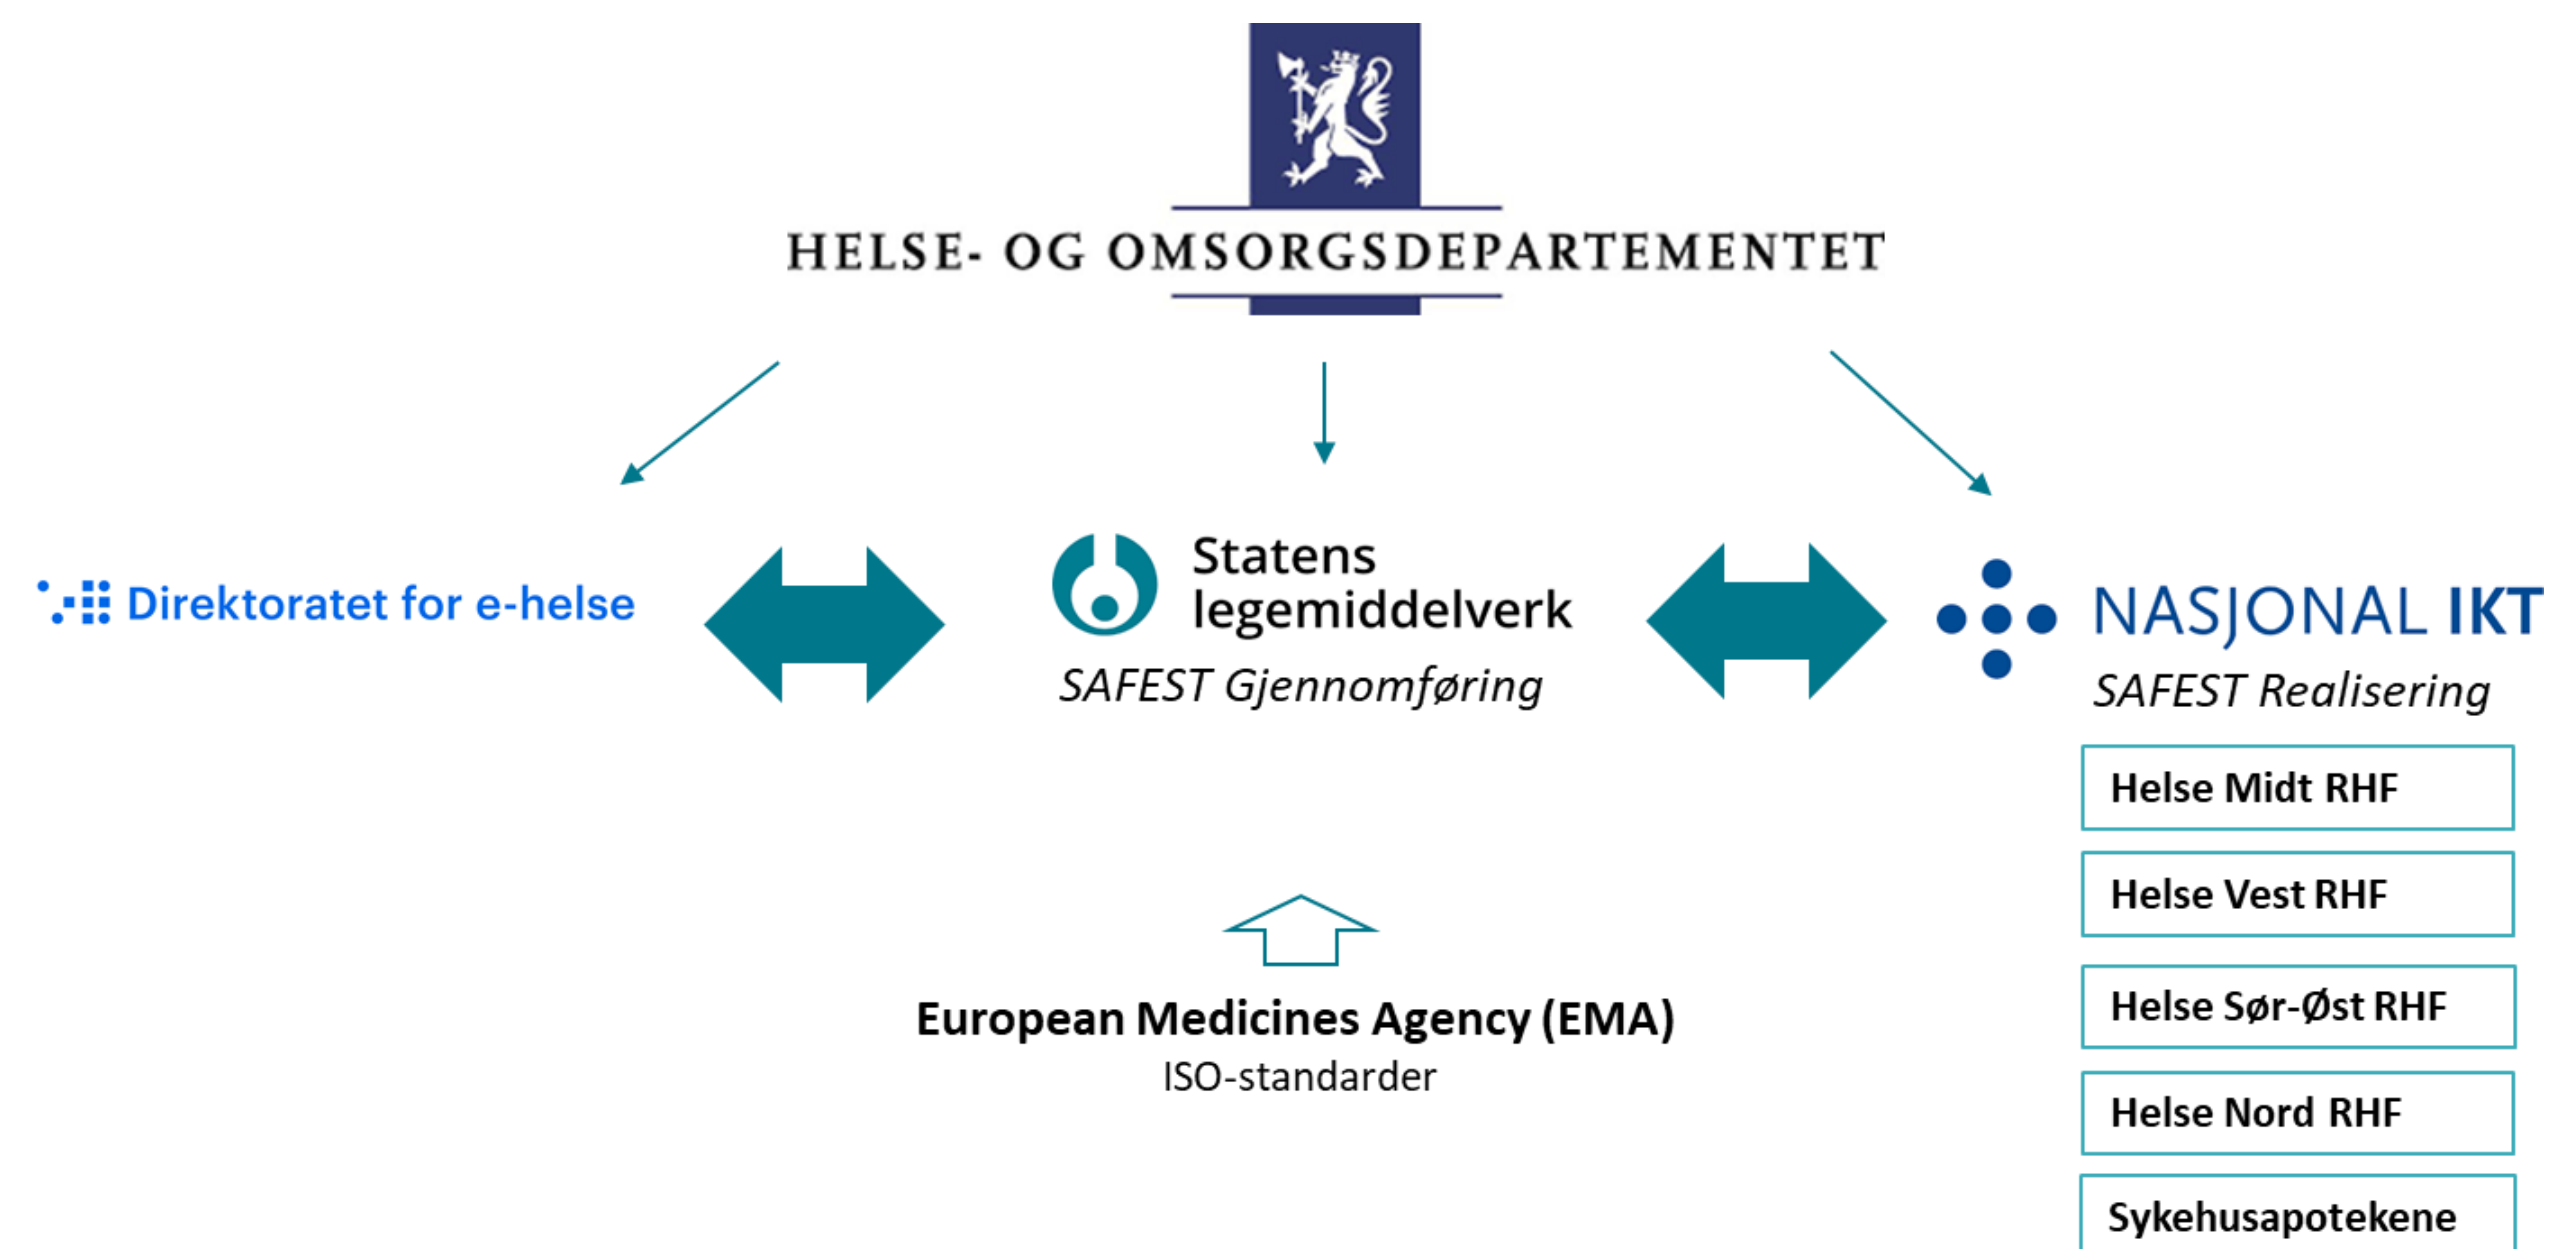 HELSE- OG OMSORGSDEPARTEMENTET
Direktoratet for e-helse
Statens
legemiddelverk
SAFEST Gjennomføring
NASJONAL IKT
SAFEST Realisering
Helse Midt RHF
Helse Vest RHF
Helse Sør-Øst RHF
Helse Nord RHF
Sykehusapotekene
European Medicines Agency (EMA)
ISO-standarder